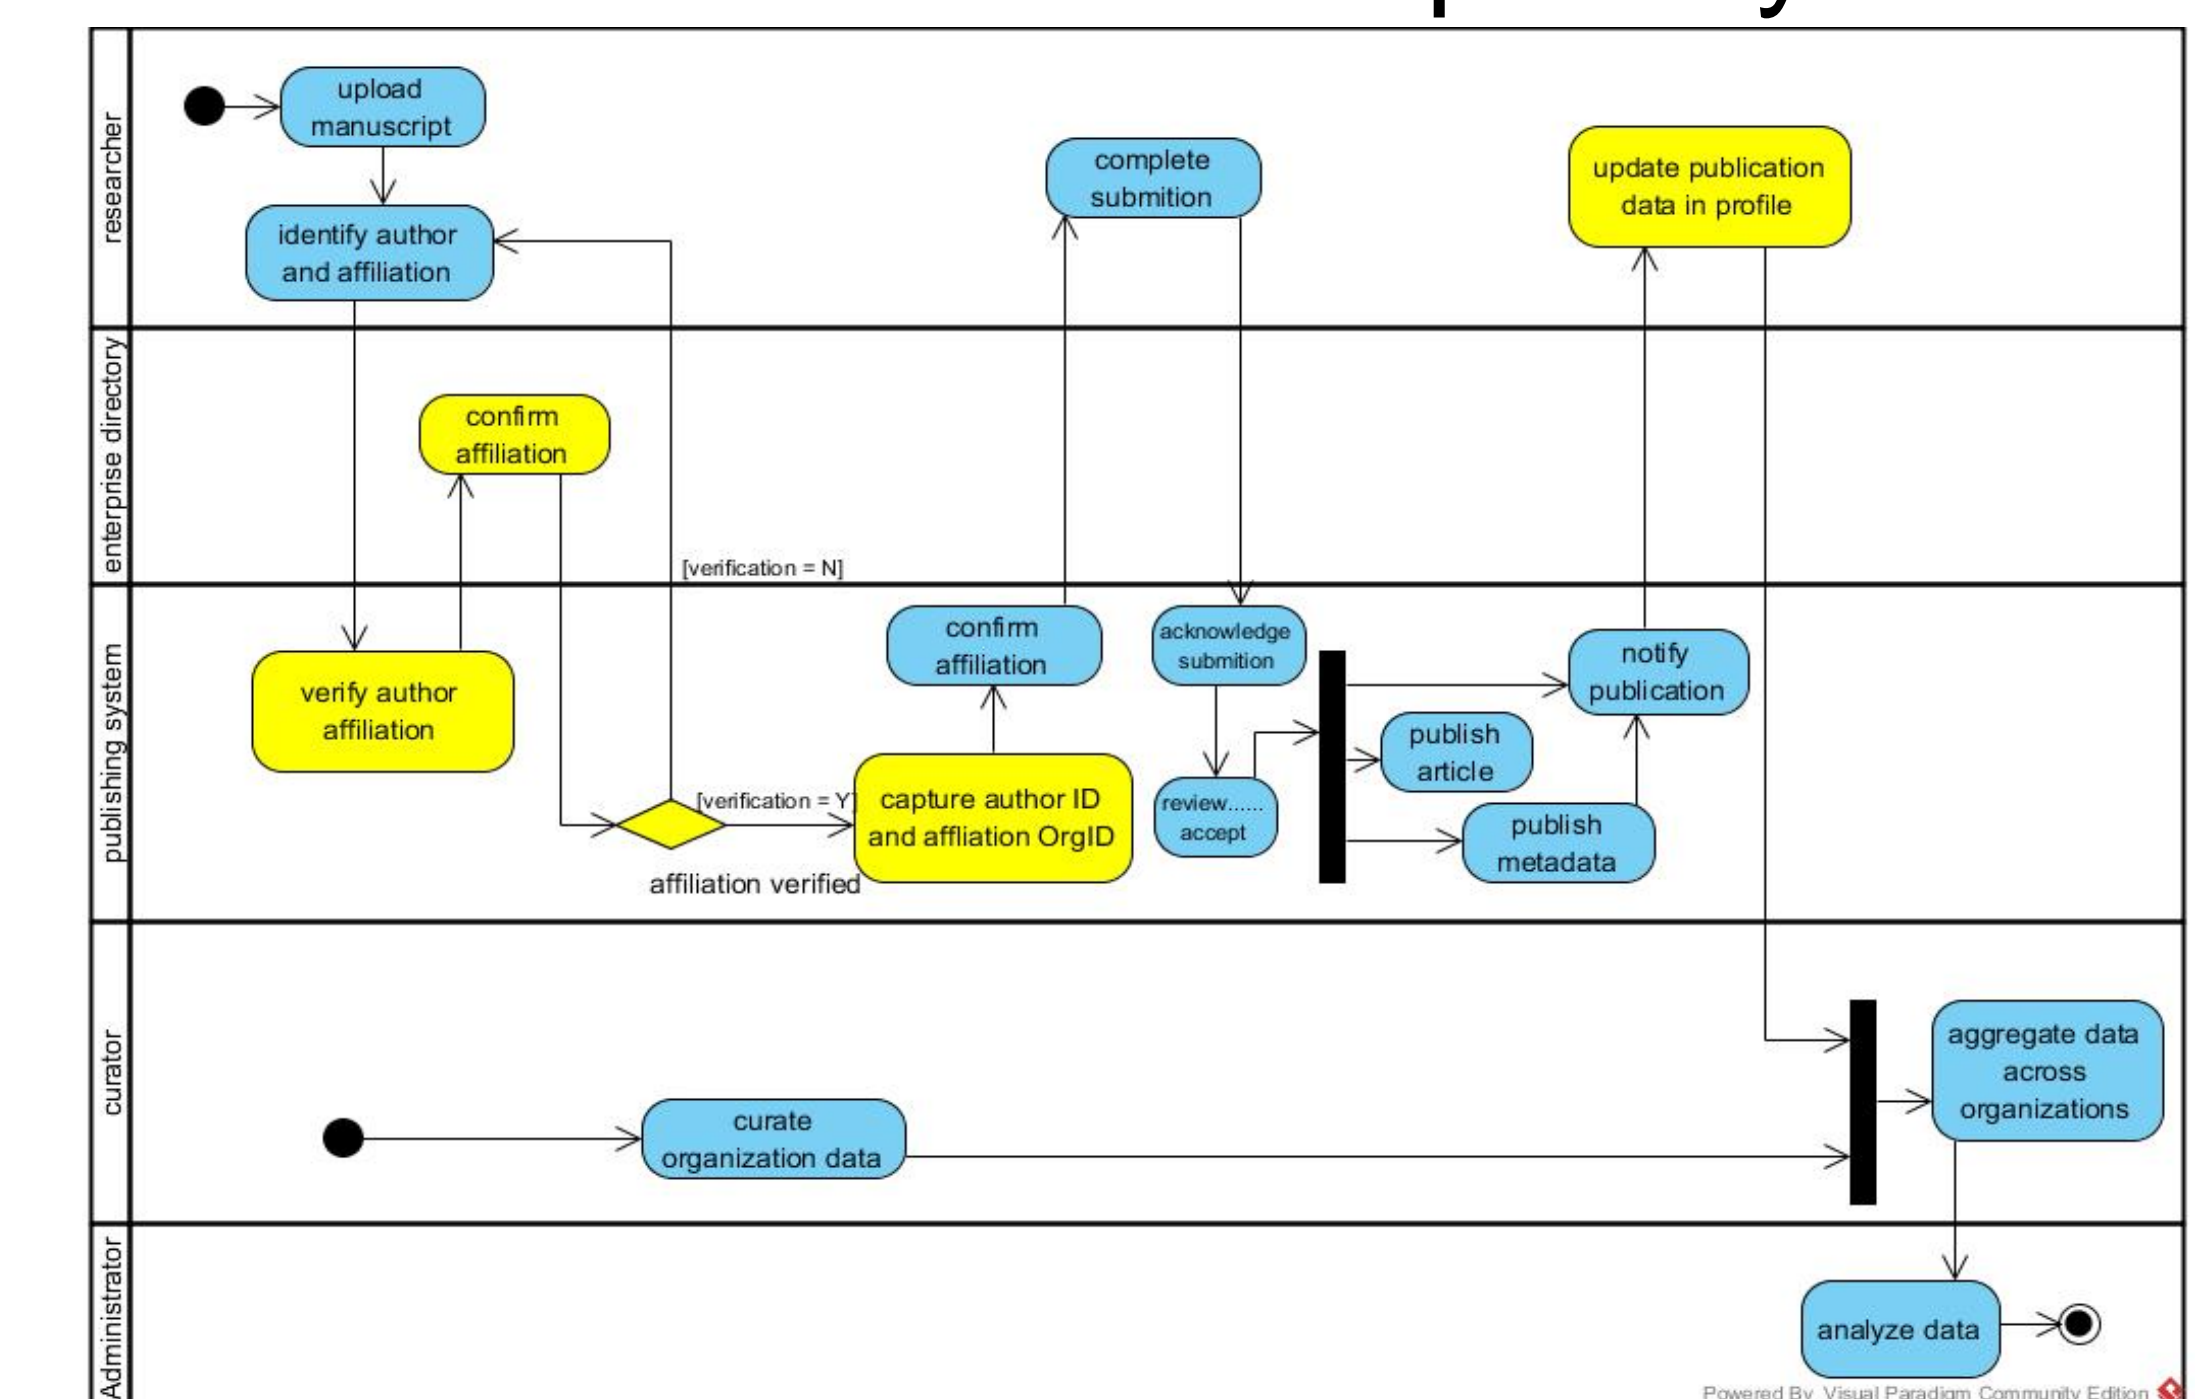 researcher
upload
manuscript
identify author
and affiliation
complete
submition
update publication
data in profile
enterprise directory
confirm
affiliation
[verification = N]
publishing system
verify author
affiliation
affiliation verified
[verification = Y]
capture author ID
and affliation OrgID
confirm
affiliation
acknowledge
submition
review......
accept
notify
publication
publish
article
publish
metadata
curator
curate
organization data
aggregate data
across
organizations
Administrator
analyze data
Powered By Visual Paradigm Community Edition